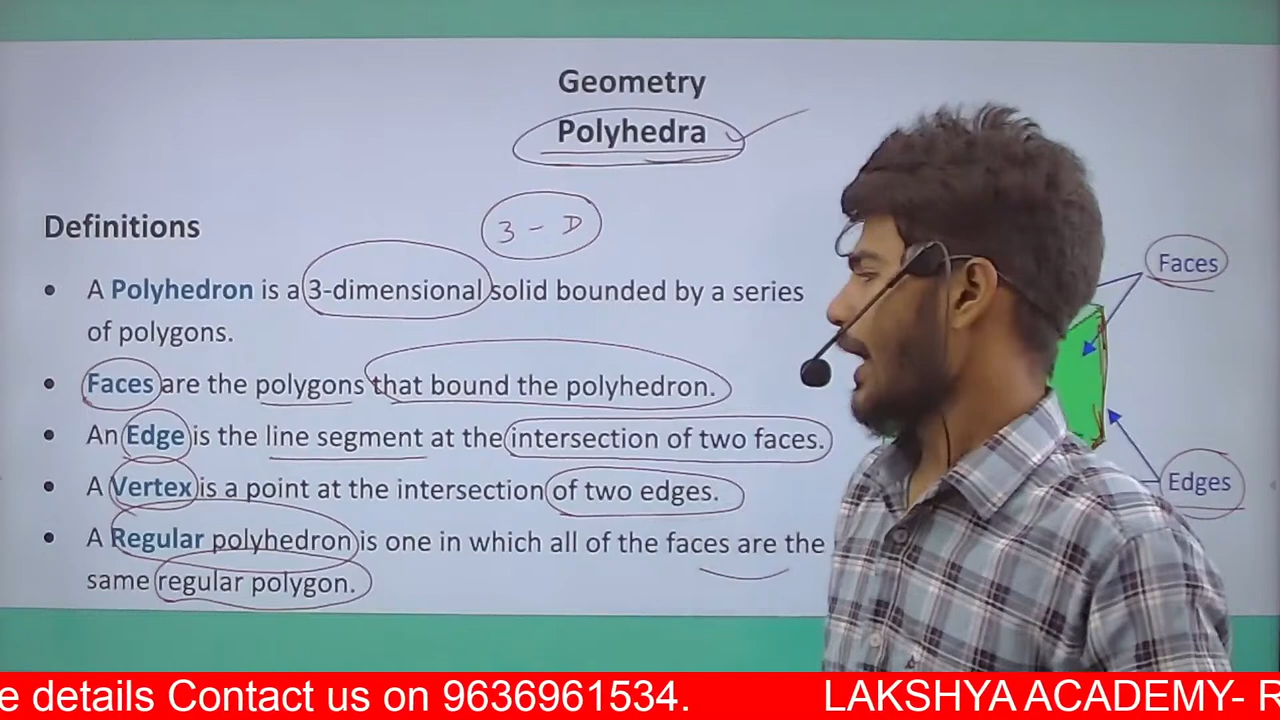 Geometry
Polyhedra
Definitions
3 - D
• A Polyhedron is a 3-dimensional solid bounded by a series
of polygons.
Faces
• Faces are the polygons that bound the polyhedron.
• An Edge is the line segment at the intersection of two faces.
• A Vertex is a point at the intersection of two edges.
Edges
• A Regular polyhedron is one in which all of the faces are the
same regular polygon.
e details Contact us on 9636961534. LAKSHYA ACADEMY- R